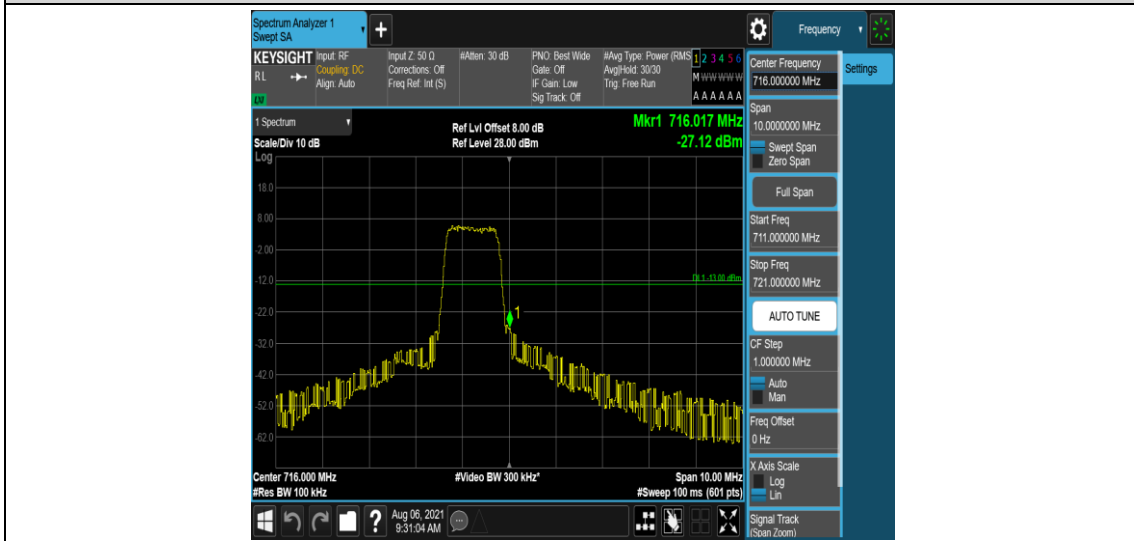 Spectrum Analyzer 1
Swept SA
+
Frequency
KEYSIGHT
R L
LXI
Input: RF
Coupling: DC
Align: Auto
Input Z: 50 Ω
Corrections: Off
Freq Ref: Int (S)
#Atten: 30 dB
PNO: Best Wide
Gate: Off
IF Gain: Low
Sig Track: Off
#Avg Type: Power (RMS
Avg|Hold: 30/30
Trig: Free Run
1 2 3 4 5 6
M W W W W W
A A A A A A
Center Frequency
716.000000 MHz
Settings
Span
10.0000000 MHz
Swept Span
Zero Span
Full Span
Start Freq
711.000000 MHz
Stop Freq
721.000000 MHz
AUTO TUNE
CF Step
1.000000 MHz
Auto
Man
Freq Offset
0 Hz
X Axis Scale
Log
Lin
Signal Track
(Span Zoom)
1 Spectrum
Scale/Div 10 dB
Log
Ref Lvl Offset 8.00 dB
Ref Level 28.00 dBm
Mkr1 716.017 MHz
-27.12 dBm
18.0
8.00
-2.00
-12.0
DL1 -13.00 dBm
-22.0
1
-32.0
-42.0
-52.0
-62.0
Center 716.000 MHz
#Video BW 300 kHz*
Span 10.00 MHz
#Res BW 100 kHz
#Sweep 100 ms (601 pts)
?
Aug 06, 2021
9:31:04 AM